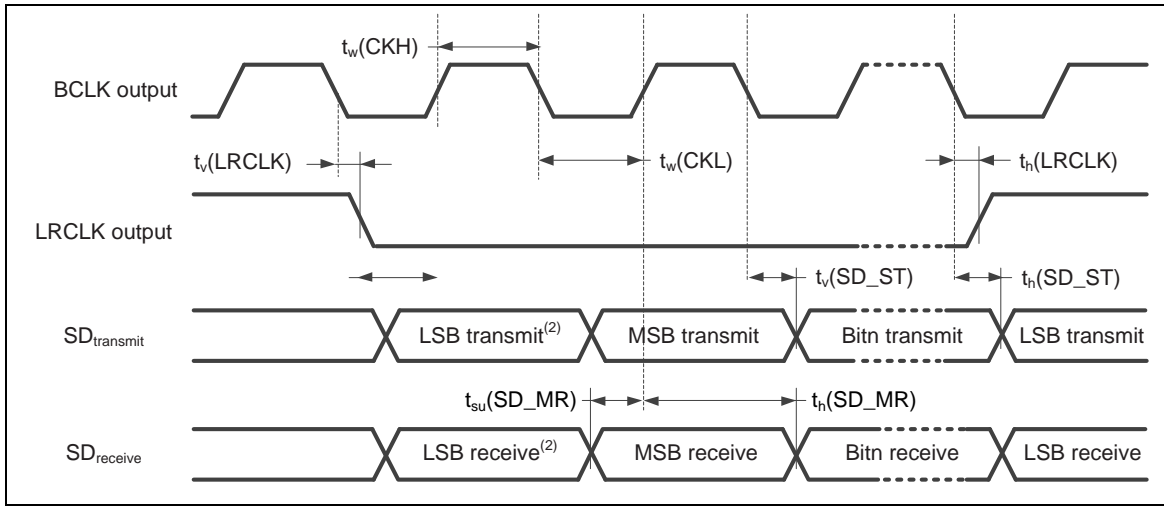 tw(CKH)
BCLK output
tv(LRCLK)
tw(CKL)
th(LRCLK)
LRCLK output
tv(SD_ST)
th(SD_ST)
SDtransmit
LSB transmit(2)
MSB transmit
Bitn transmit
LSB transmit
tsu(SD_MR)
th(SD_MR)
SDreceive
LSB receive(2)
MSB receive
Bitn receive
LSB receive